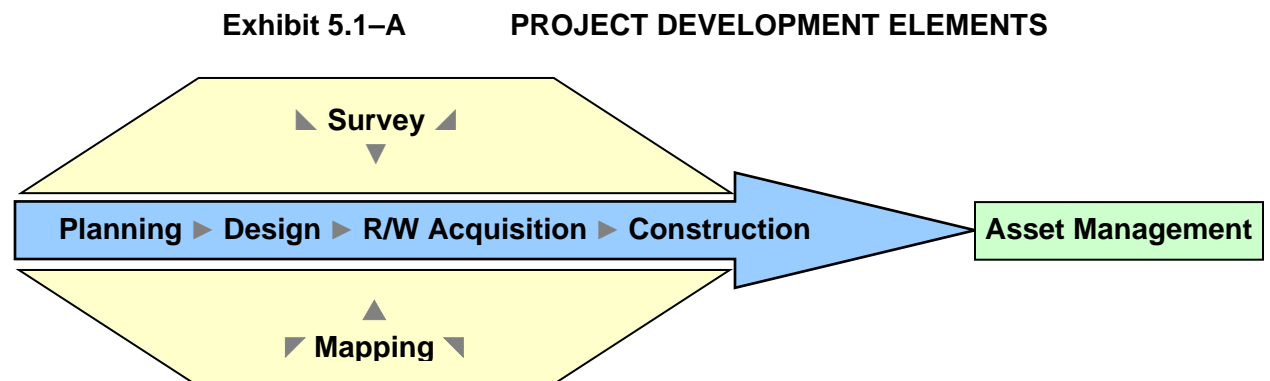 Exhibit 5.1–A PROJECT DEVELOPMENT ELEMENTS
Survey
Planning ► Design ► R/W Acquisition ► Construction
Asset Management
Mapping